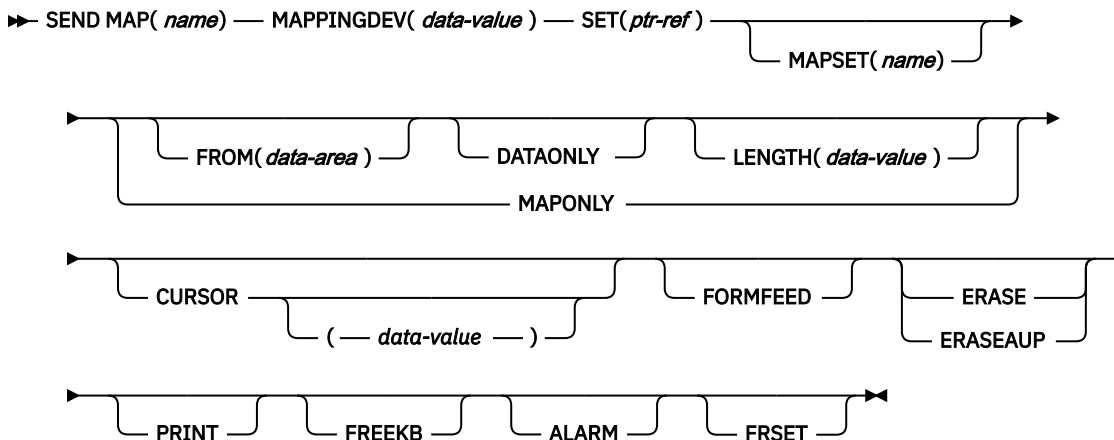 SEND MAP( name) MAPPINGDEV( data-value ) SET( ptr-ref )
MAPSET( name)
FROM( data-area ) DATAONLY LENGTH( data-value )
MAPONLY
CURSOR FORMFEED ERASE
( data-value ) ERASEAUP
PRINT FREEKB ALARM FRSET